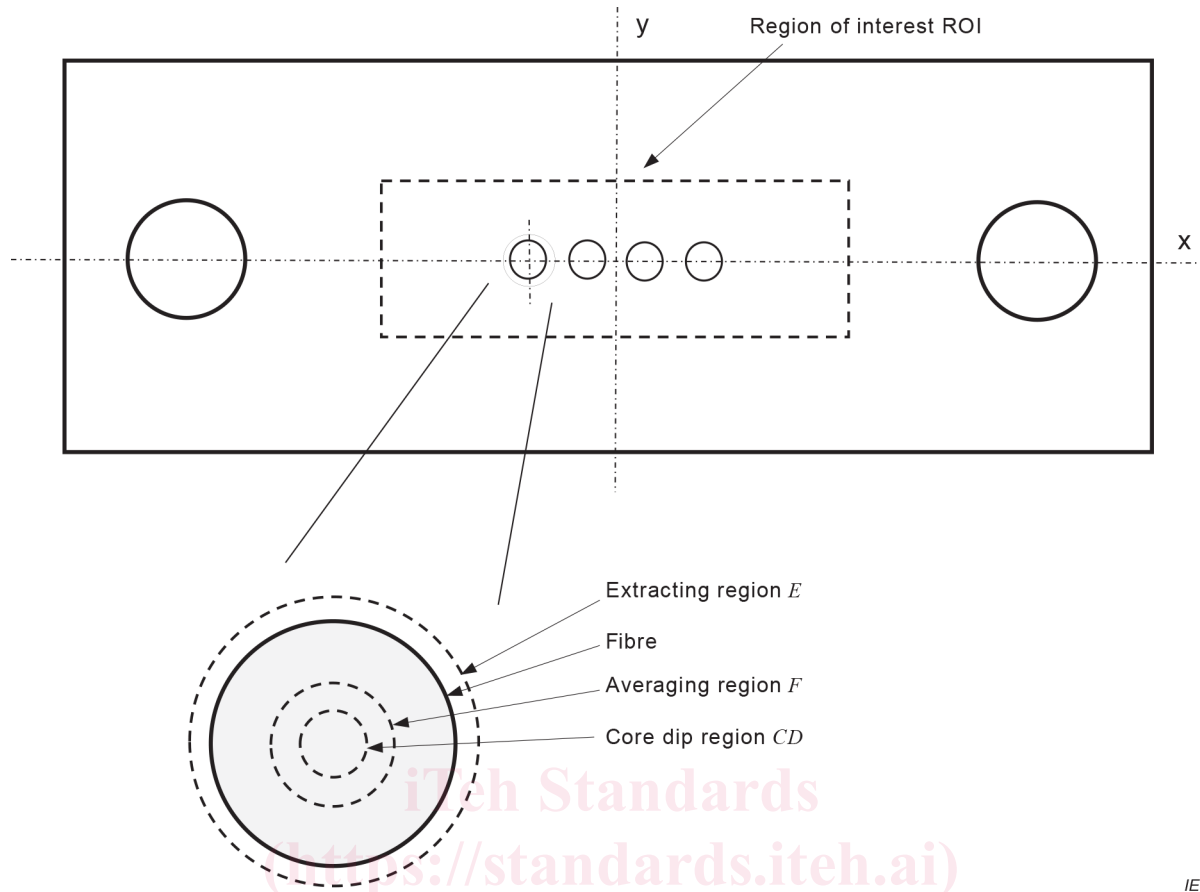 y
Region of interest ROI
x
Extracting region E
Fibre
Averaging region F
Core dip region CD
iTeh Standards
(https://standards.iteh.ai)
IE